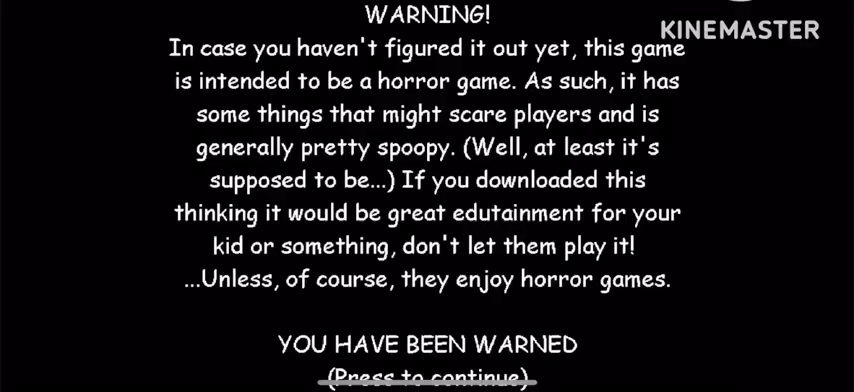 WARNING!
KINEMASTER
In case you haven't figured it out yet, this game
is intended to be a horror game. As such, it has
some things that might scare players and is
generally pretty spoopy. (Well, at least it's
supposed to be...) If you downloaded this
thinking it would be great edutainment for your
kid or something, don't let them play it!
...Unless, of course, they enjoy horror games.
YOU HAVE BEEN WARNED
(Press to continue)